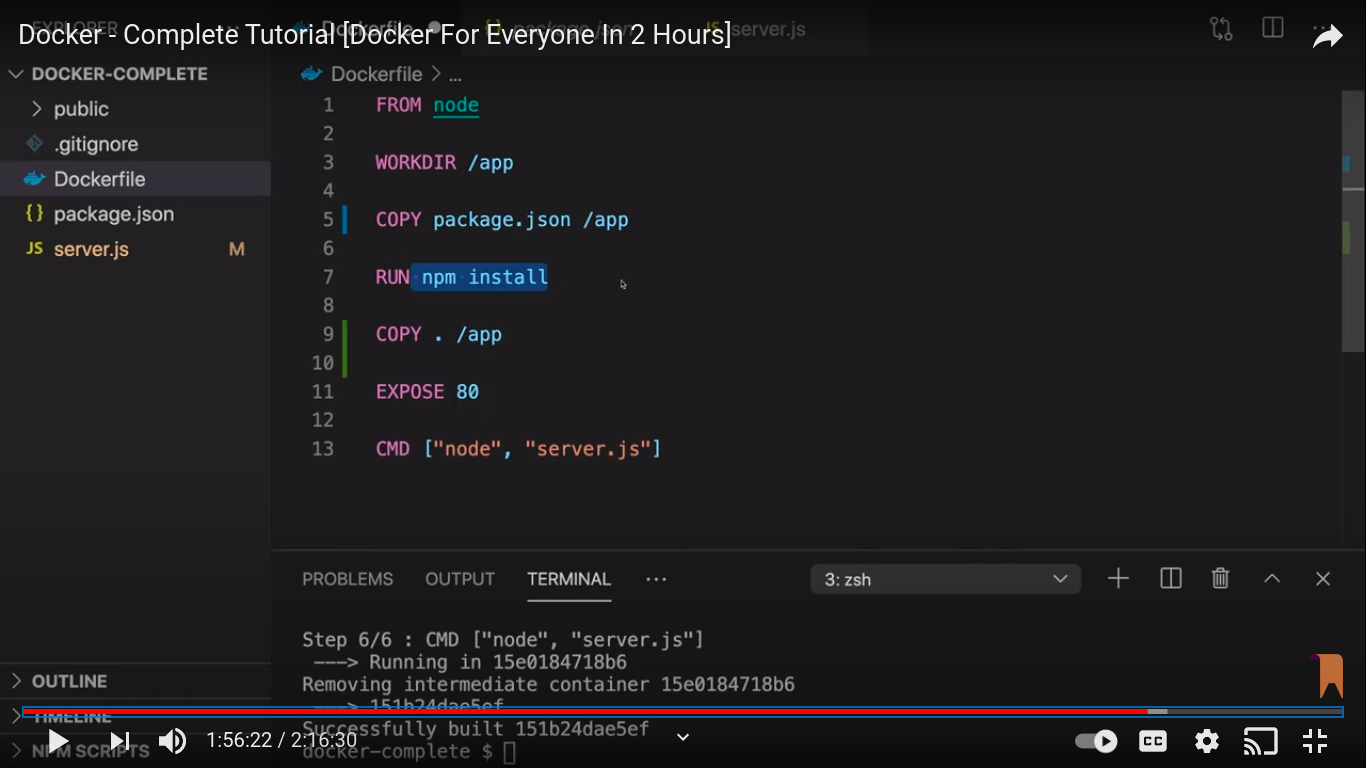 EXPLORER
Dockerfile
package.json
JS server.js
Docker - Complete Tutorial [Docker For Everyone In 2 Hours]
DOCKER-COMPLETE
public
.gitignore
Dockerfile
{} package.json
JS server.js M
Dockerfile > ...
1 FROM node
2
3 WORKDIR /app
4
5 COPY package.json /app
6
7 RUN npm install
8
9 COPY . /app
10
11 EXPOSE 80
12
13 CMD ["node", "server.js"]
PROBLEMS OUTPUT TERMINAL ... 3: zsh
Step 6/6 : CMD ["node", "server.js"]
---> Running in 15e0184718b6
Removing intermediate container 15e0184718b6
---> 151b24dae5ef
Successfully built 151b24dae5ef
docker-complete $
OUTLINE
TIMELINE
NPM SCRIPTS
1:56:22 / 2:16:30
CC